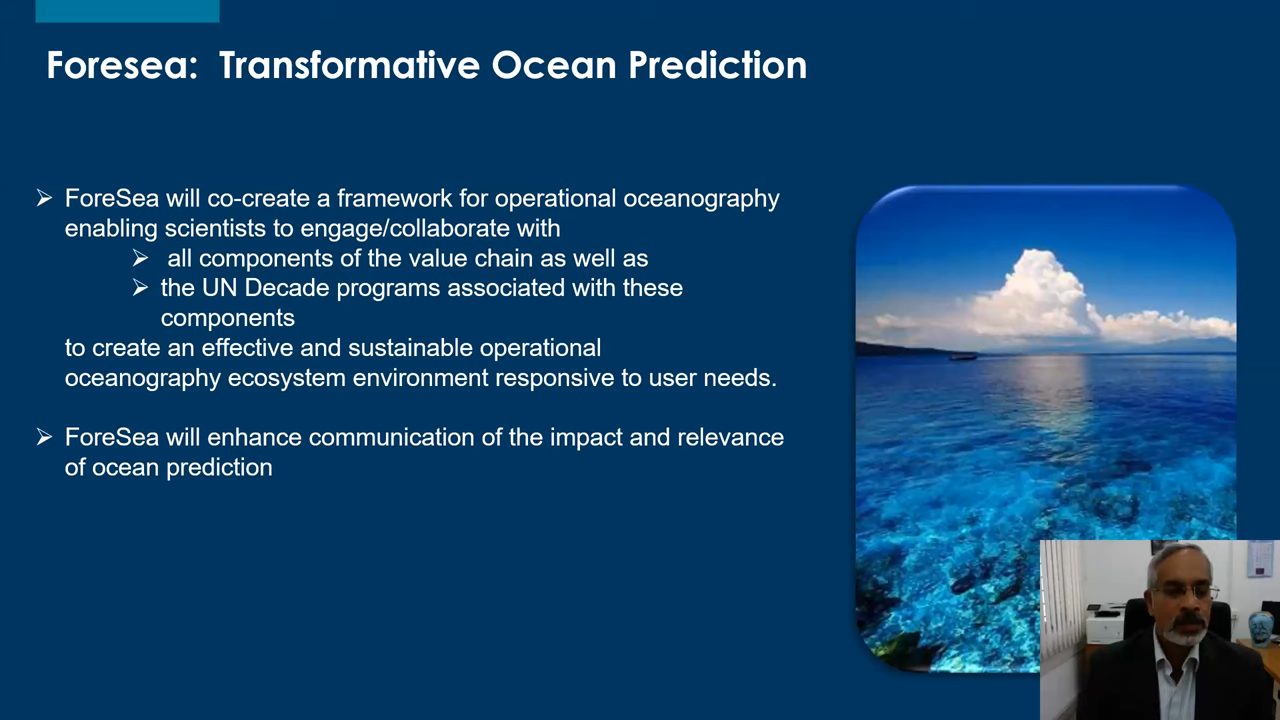 Foresea: Transformative Ocean Prediction
➢ ForeSea will co-create a framework for operational oceanography
enabling scientists to engage/collaborate with
➢ all components of the value chain as well as
➢ the UN Decade programs associated with these
components
to create an effective and sustainable operational
oceanography ecosystem environment responsive to user needs.
➢ ForeSea will enhance communication of the impact and relevance
of ocean prediction